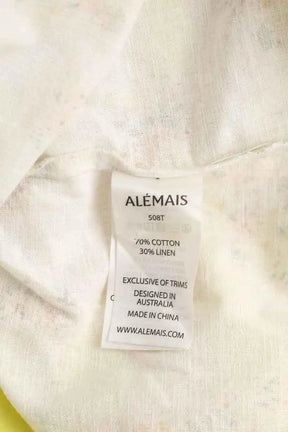 ALÉMAIS
508T
70% COTTON
30% LINEN
EXCLUSIVE OF TRIMS
DESIGNED IN
AUSTRALIA
MADE IN CHINA
WWW.ALEMAIS.COM